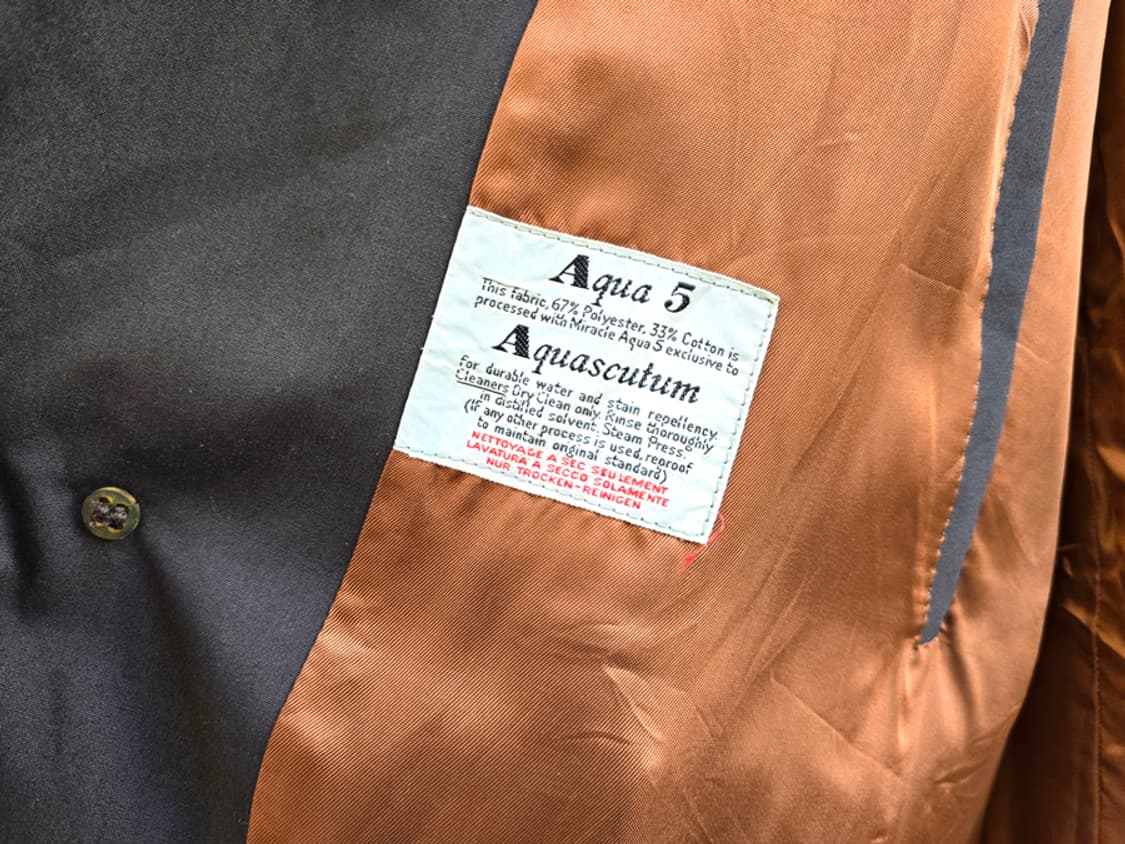 Aqua 5
This fabric, 67% Polyester, 33% Cotton is
processed with Miracle Aqua 5 exclusive to
Aquascutum
for durable water and stain repellency.
Cleaners Dry Clean only. Rinse thoroughly
in distilled solvent. Steam Press.
(if any other process is used, reproof
to maintain original standard)
NETTOYAGE A SEC SEULEMENT
LAVATURA A SECCO SOLAMENTE
NUR TROCKEN-REINIGEN